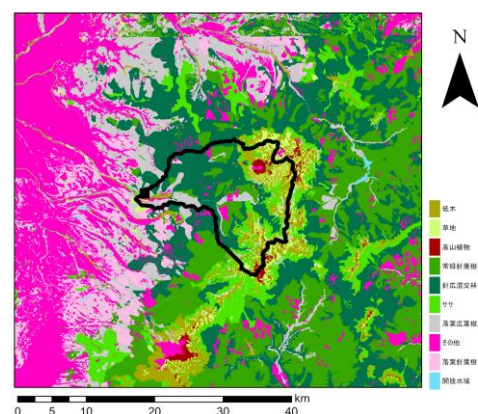 N
低木
草地
高山植物
常緑針葉樹
針広混交林
ササ
落葉広葉樹
その他
落葉針葉樹
開放水域
0 5 10 20 30 40
km